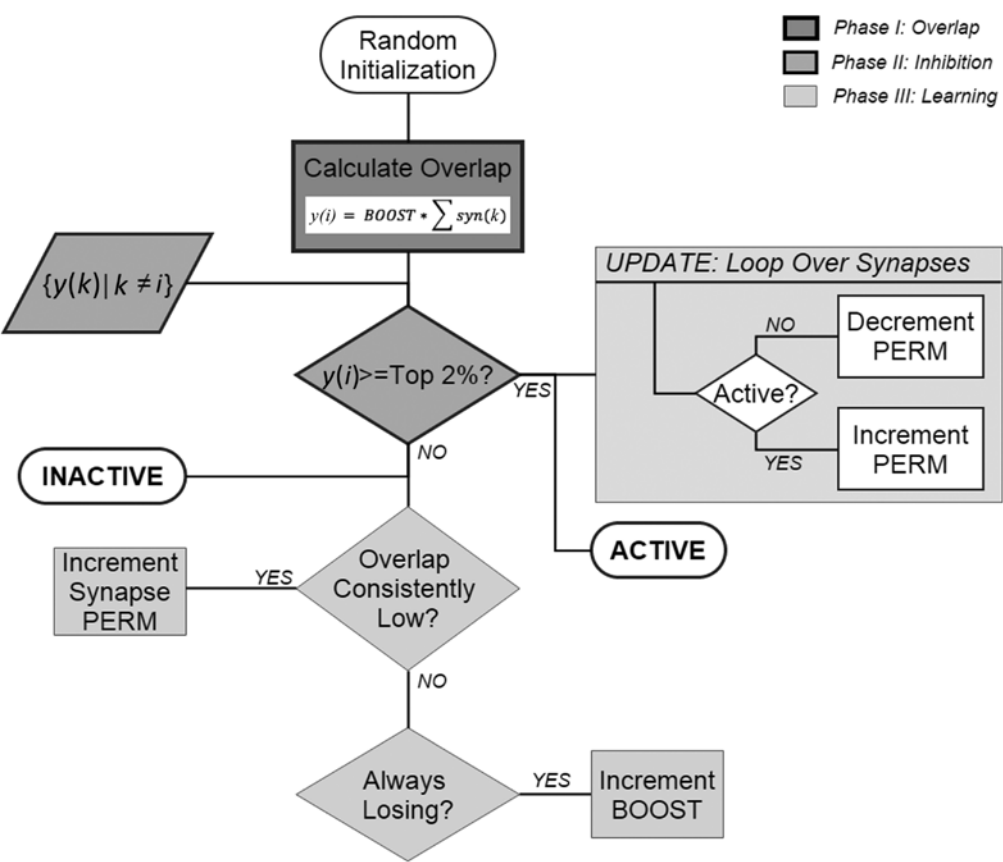 Random
Initialization
Phase I: Overlap
Phase II: Inhibition
Phase III: Learning
Calculate Overlap
y(i) = BOOST * ∑ syn(k)
{y(k)| k ≠ i}
y(i)>=Top 2%?
YES
NO
UPDATE: Loop Over Synapses
Active?
NO
Decrement
PERM
YES
Increment
PERM
INACTIVE
ACTIVE
Overlap
Consistently
Low?
YES
Increment
Synapse
PERM
NO
Always
Losing?
YES
Increment
BOOST